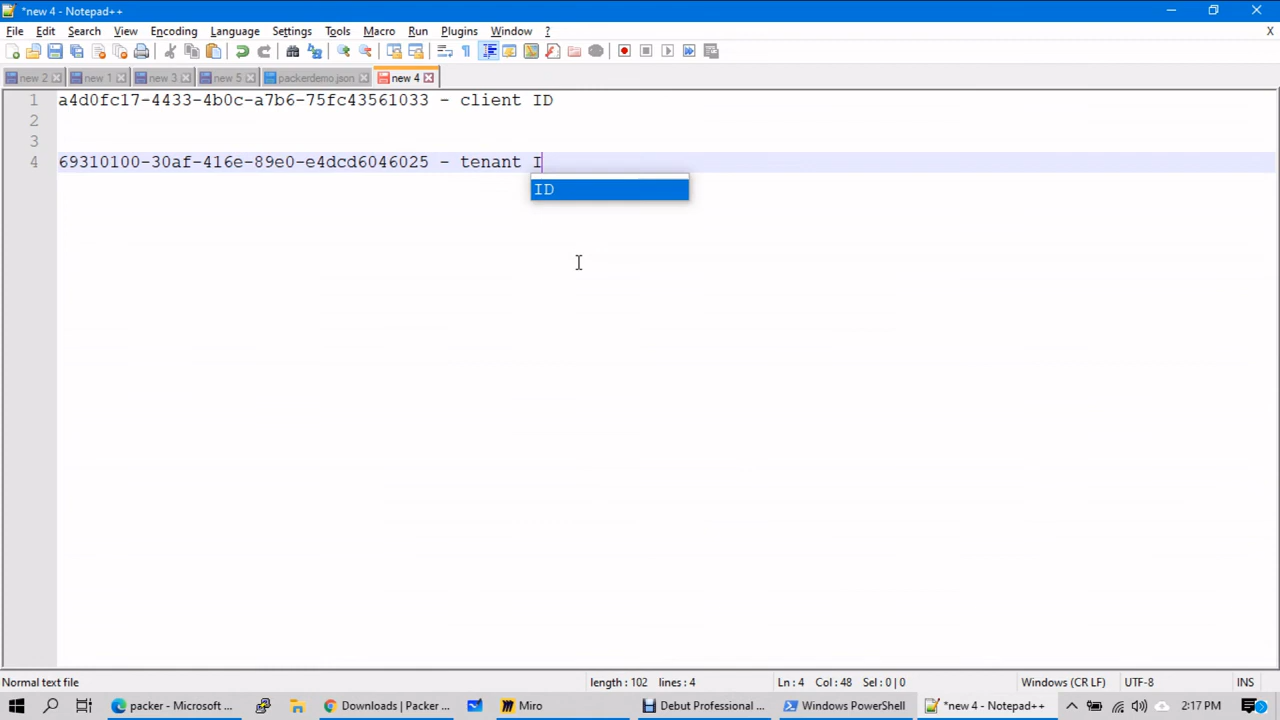 *new 4 - Notepad++
File Edit Search View Encoding Language Settings Tools Macro Run Plugins Window ? X
new 2 new 1 new 3 new 5 packerdemo.json new 4
1 a4d0fc17-4433-4b0c-a7b6-75fc43561033 - client ID
2
3
4 69310100-30af-416e-89e0-e4dcd6046025 - tenant I
ID
Normal text file length : 102 lines : 4 Ln : 4 Col : 48 Sel : 0 | 0 Windows (CR LF) UTF-8 INS
packer - Microsoft ... Downloads | Packer ... Miro Debut Professional ... Windows PowerShell *new 4 - Notepad++ 2:17 PM